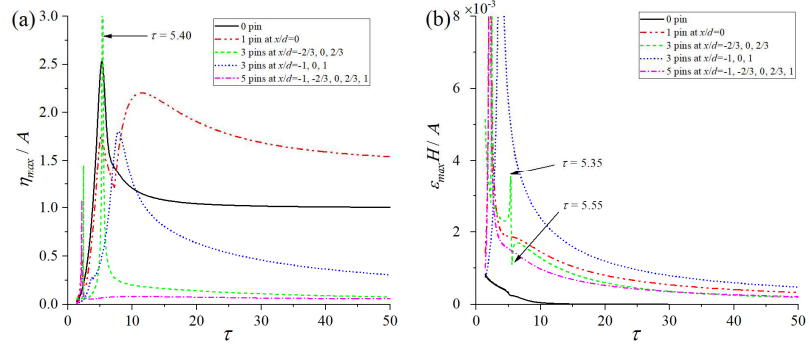 (a)
3.0
2.5
2.0
1.5
1.0
0.5
0.0
η_max / A
1 10 20 30 40 50
τ
τ = 5.40
0 pin
1 pin at x/d=0
3 pins at x/d=-2/3, 0, 2/3
3 pins at x/d=-1, 0, 1
5 pins at x/d=-1, -2/3, 0, 2/3, 1
(b)
×10⁻³
8
6
4
2
0
ε_max H / A
1 10 20 30 40 50
τ
0 pin
1 pin at x/d=0
3 pins at x/d=-2/3, 0, 2/3
3 pins at x/d=-1, 0, 1
5 pins at x/d=-1, -2/3, 0, 2/3, 1
τ = 5.35
τ = 5.55